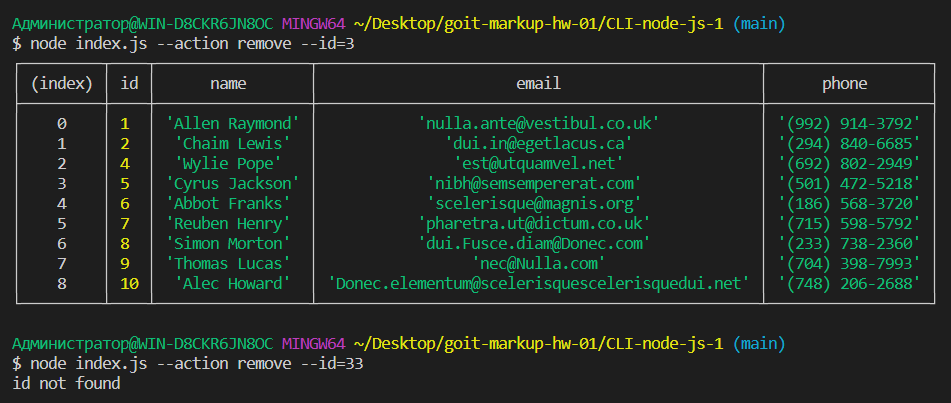 Администратор@WIN-D8CKR6JN8OC MINGW64 ~/Desktop/goit-markup-hw-01/CLI-node-js-1 (main)
$ node index.js --action remove --id=3
(index) id name email phone
0 1 'Allen Raymond' 'nulla.ante@vestibul.co.uk' '(992) 914-3792'
1 2 'Chaim Lewis' 'dui.in@egetlacus.ca' '(294) 840-6685'
2 4 'Wylie Pope' 'est@utquamvel.net' '(692) 802-2949'
3 5 'Cyrus Jackson' 'nibh@semsempererat.com' '(501) 472-5218'
4 6 'Abbot Franks' 'scelerisque@magnis.org' '(186) 568-3720'
5 7 'Reuben Henry' 'pharetra.ut@dictum.co.uk' '(715) 598-5792'
6 8 'Simon Morton' 'dui.Fusce.diam@Donec.com' '(233) 738-2360'
7 9 'Thomas Lucas' 'nec@Nulla.com' '(704) 398-7993'
8 10 'Alec Howard' 'Donec.elementum@scelerisquescelerisquedui.net' '(748) 206-2688'
Администратор@WIN-D8CKR6JN8OC MINGW64 ~/Desktop/goit-markup-hw-01/CLI-node-js-1 (main)
$ node index.js --action remove --id=33
id not found